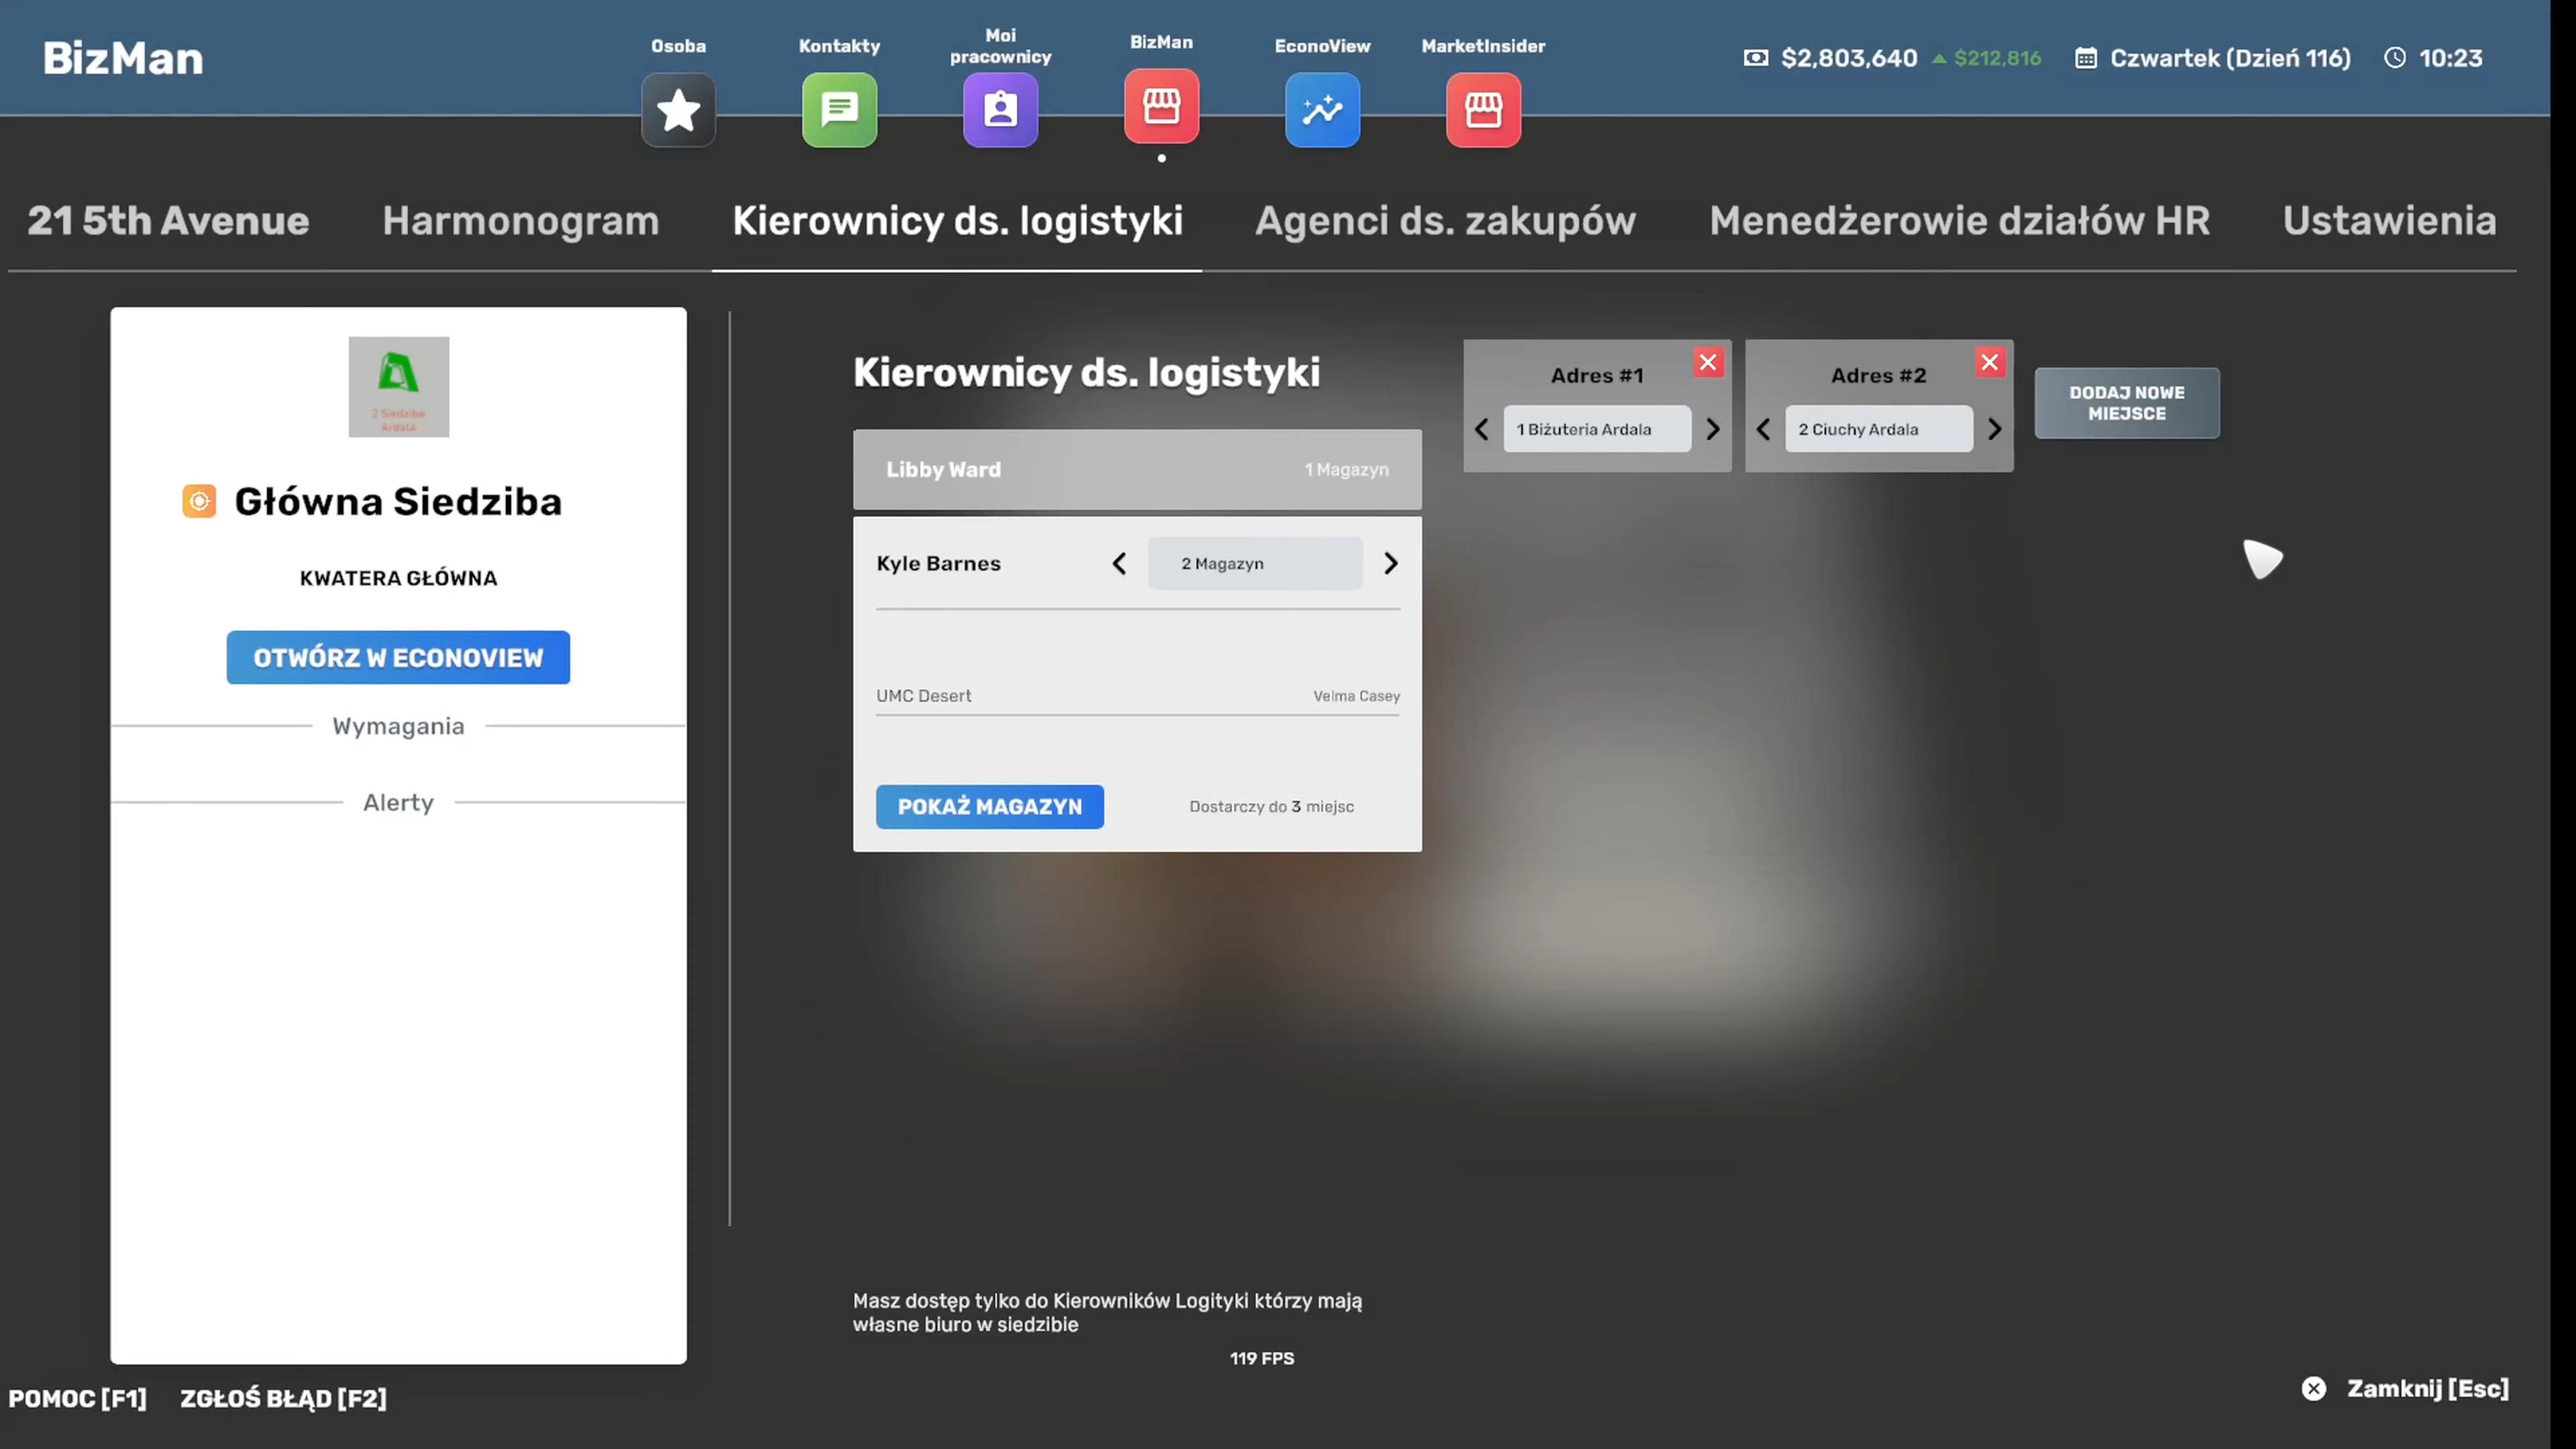 BizMan
Osoba
Kontakty
Moi
pracownicy
BizMan
EconoView
MarketInsider
$2,803,640
$212,816
Czwartek (Dzień 116)
10:23
21 5th Avenue
Harmonogram
Kierownicy ds. logistyki
Agenci ds. zakupów
Menedżerowie działów HR
Ustawienia
2 Siedziba
Ardala
Główna Siedziba
KWATERA GŁÓWNA
OTWÓRZ W ECONOVIEW
Wymagania
Alerty
Kierownicy ds. logistyki
Libby Ward
1 Magazyn
Kyle Barnes
2 Magazyn
UMC Desert
Velma Casey
POKAŻ MAGAZYN
Dostarczy do 3 miejsc
Adres #1
1 Biżuteria Ardala
Adres #2
2 Ciuchy Ardala
DODAJ NOWE
MIEJSCE
Masz dostęp tylko do Kierowników Logityki którzy mają
własne biuro w siedzibie
119 FPS
POMOC [F1]
ZGŁOŚ BŁĄD [F2]
Zamknij [Esc]